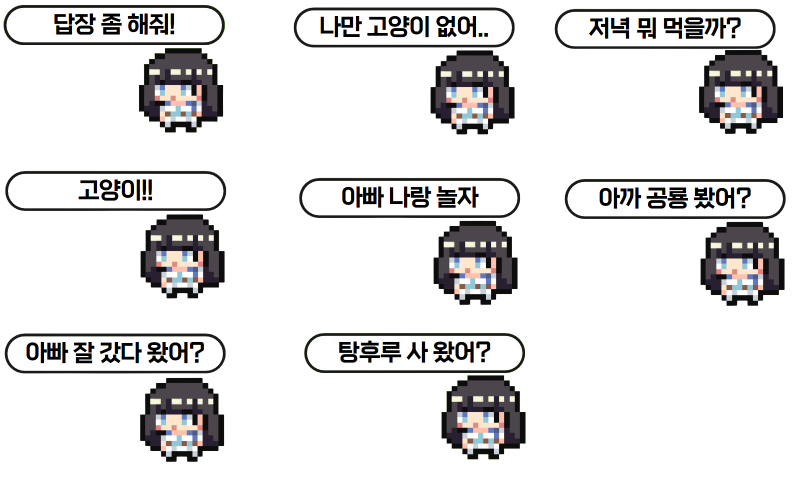 답장 좀 해줘!
나만 고양이 없어..
저녁 뭐 먹을까?
고양이!!
아빠 나랑 놀자
아까 공룡 봤어?
아빠 잘 갔다 왔어?
탕후루 사 왔어?